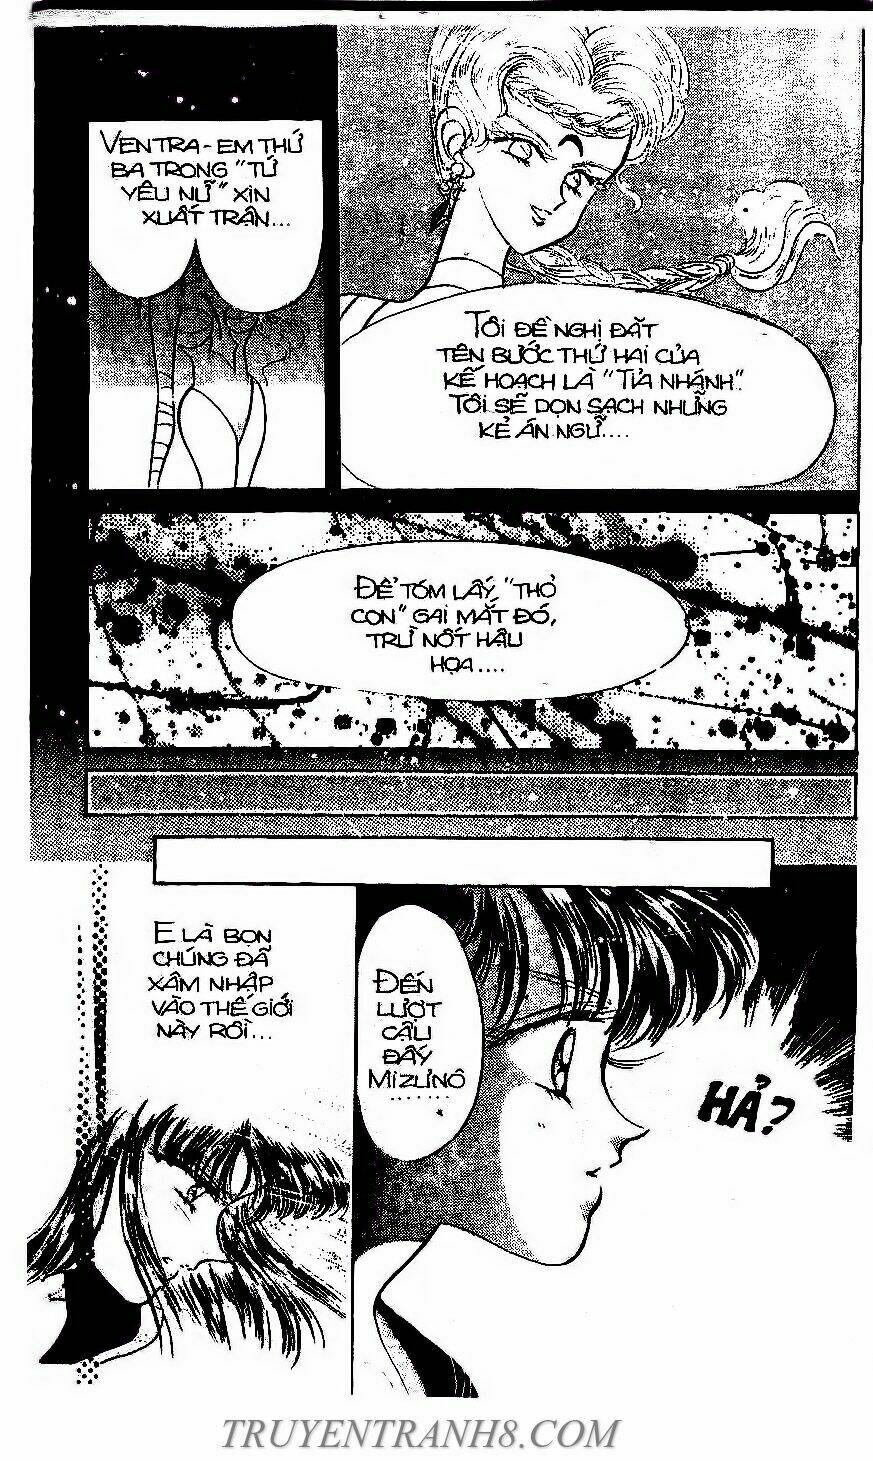 VENTRA - EM THỨ
BA TRONG "TỨ
YÊU NỮ" XIN
XUẤT TRẬN...
TÔI ĐỀ NGHỊ ĐẶT
TÊN BƯỚC THỨ HAI CỦA
KẾ HOẠCH LÀ "TỈA NHÁNH".
TÔI SẼ DỌN SẠCH NHỮNG
KẺ ÁN NGỮ....
ĐỂ TÓM LẤY, "THỎ
CON" GAI MẮT ĐÓ,
TRỪ NỐT HẬU
HỌA....
E LÀ BỌN
CHÚNG ĐÃ
XÂM NHẬP
VÀO THẾ GIỚI
NÀY RỒI...
ĐẾN
LƯỢT
CẬU
ĐẤY
MIZUNÔ
.......
HẢ?
TRUYENTRANH8.COM